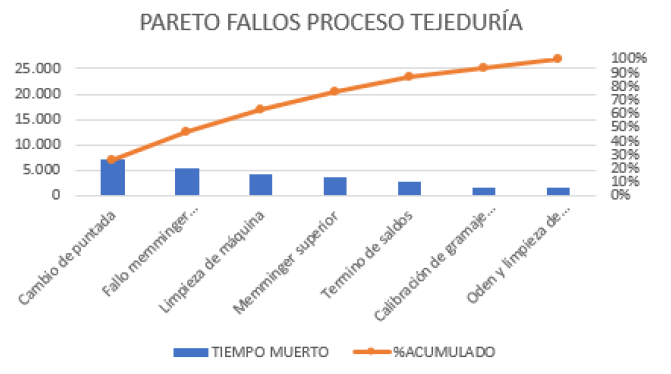 PARETO FALLOS PROCESO TEJEDURÍA
25.000
20.000
15.000
10.000
5.000
0
100%
90%
80%
70%
60%
50%
40%
30%
20%
10%
0%
Cambio de puntada
Fallo memminger...
Limpieza de máquina
Memminger superior
Termino de saldos
Calibración de gramaje...
Oden y limpieza de...
TIEMPO MUERTO
%ACUMULADO